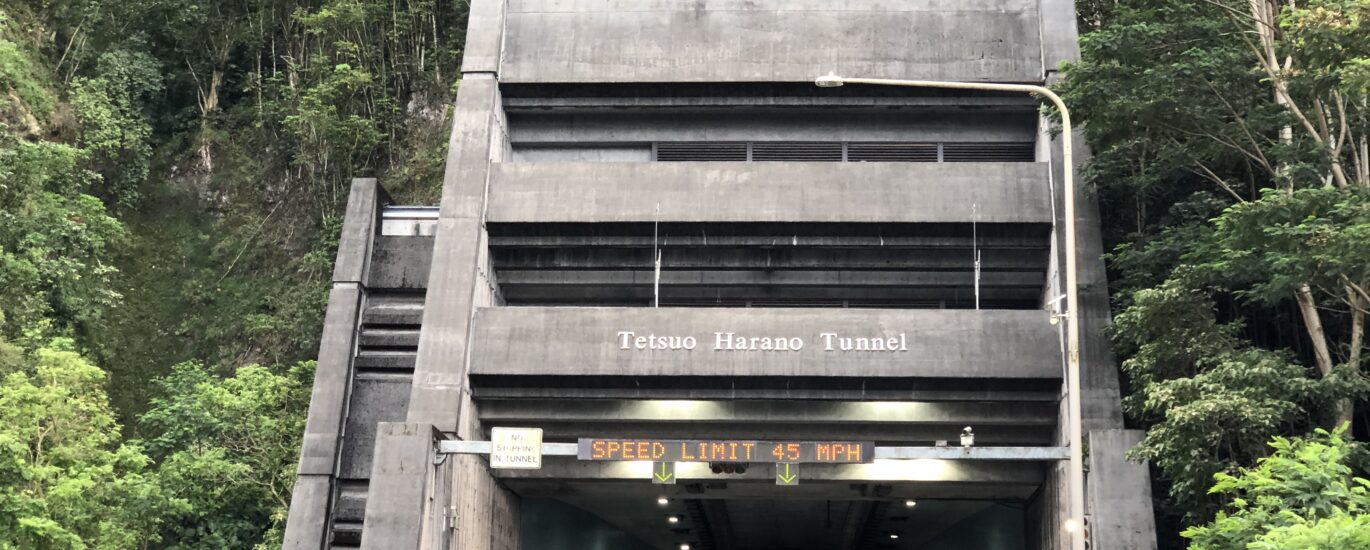 Tetsuo Harano Tunnel
NO
STOPPING
IN TUNNEL
SPEED LIMIT 45 MPH